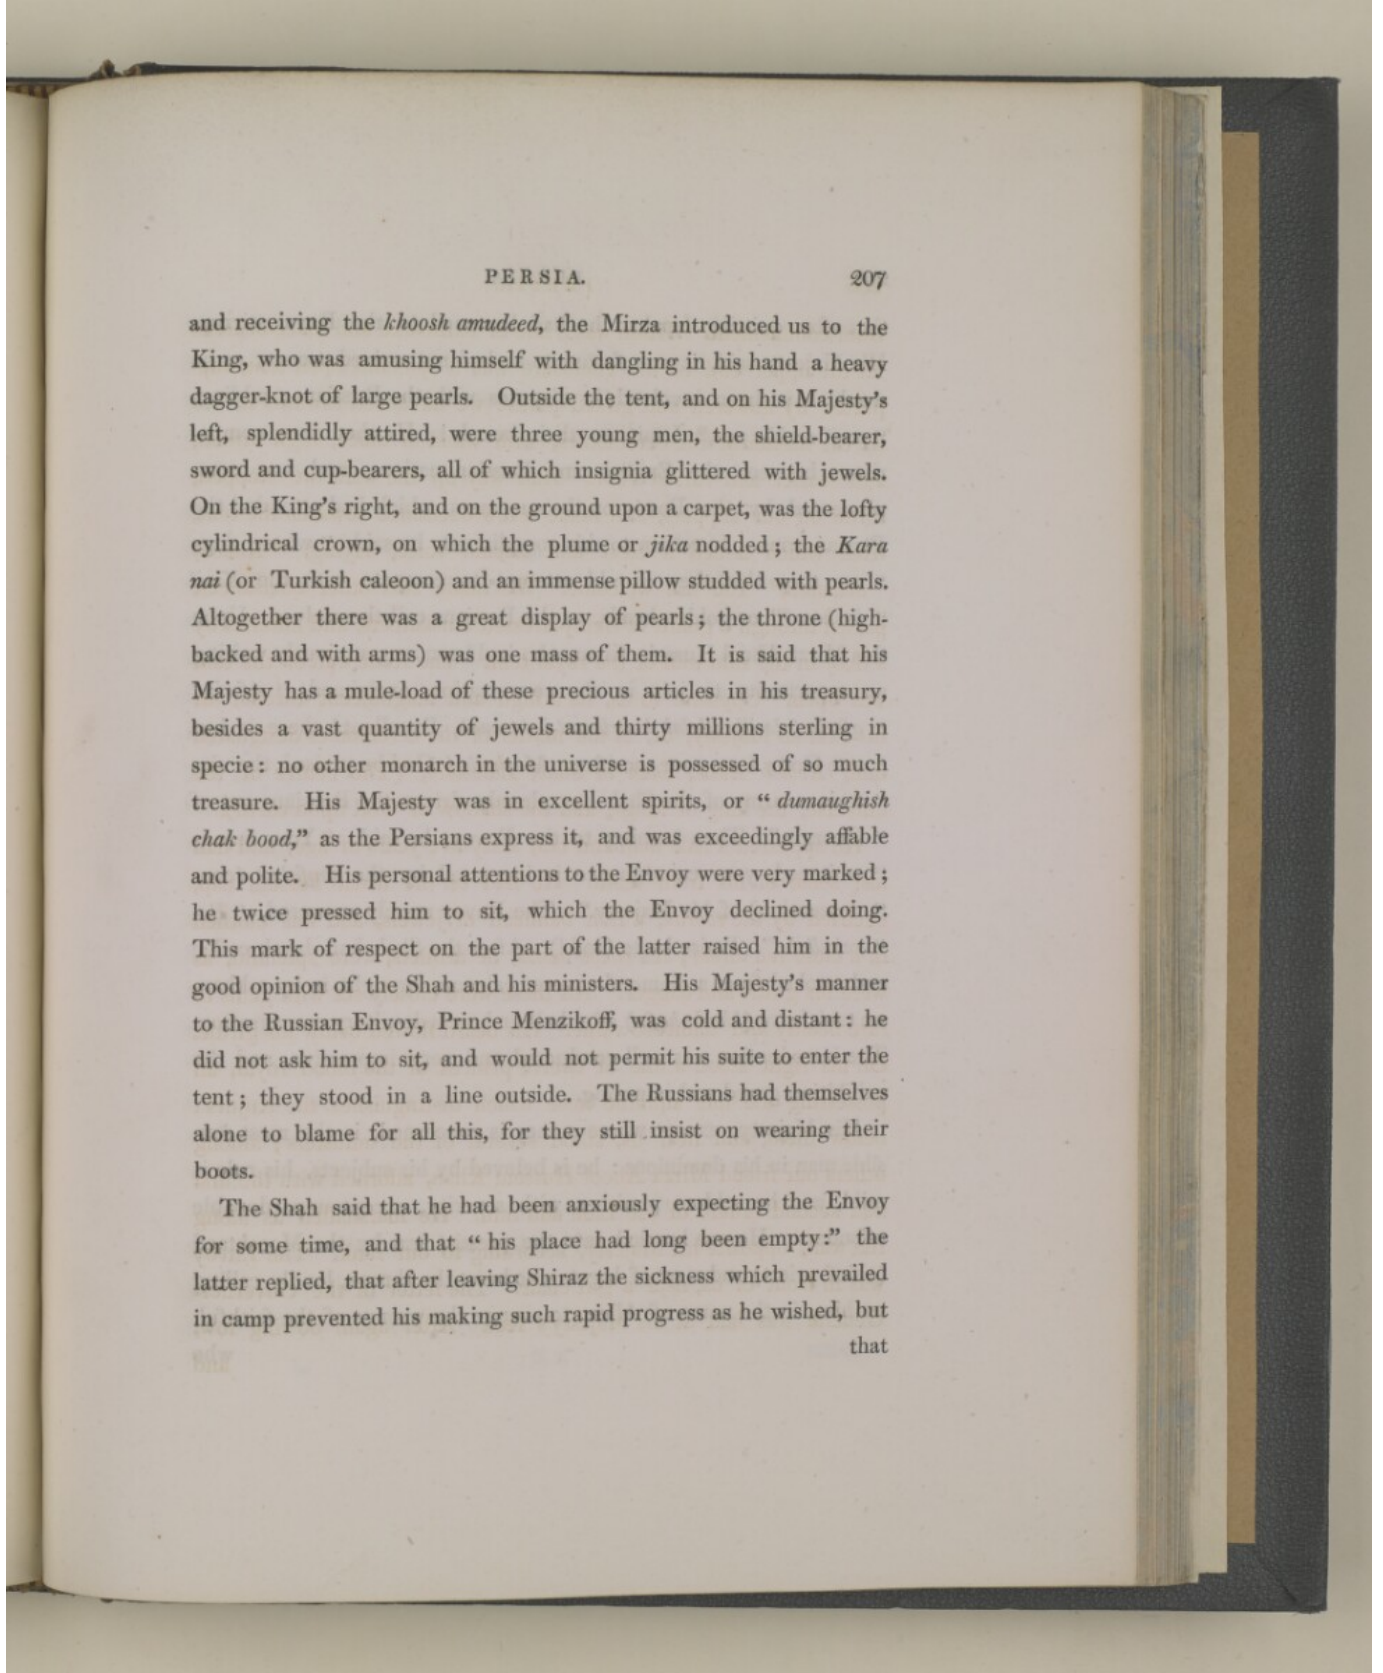 PERSIA. 207
and receiving the khoosh amudeed, the Mirza introduced us to the
King, who was amusing himself with dangling in his hand a heavy
dagger-knot of large pearls. Outside the tent, and on his Majesty's
left, splendidly attired, were three young men, the shield-bearer,
sword and cup-bearers, all of which insignia glittered with jewels.
On the King's right, and on the ground upon a carpet, was the lofty
cylindrical crown, on which the plume or jika nodded; the Kara
nai (or Turkish caleoon) and an immense pillow studded with pearls.
Altogether there was a great display of pearls; the throne (high-
backed and with arms) was one mass of them. It is said that his
Majesty has a mule-load of these precious articles in his treasury,
besides a vast quantity of jewels and thirty millions sterling in
specie: no other monarch in the universe is possessed of so much
treasure. His Majesty was in excellent spirits, or "dumaughish
chak bood," as the Persians express it, and was exceedingly affable
and polite. His personal attentions to the Envoy were very marked;
he twice pressed him to sit, which the Envoy declined doing.
This mark of respect on the part of the latter raised him in the
good opinion of the Shah and his ministers. His Majesty's manner
to the Russian Envoy, Prince Menzikoff, was cold and distant: he
did not ask him to sit, and would not permit his suite to enter the
tent; they stood in a line outside. The Russians had themselves
alone to blame for all this, for they still insist on wearing their
boots.
The Shah said that he had been anxiously expecting the Envoy
for some time, and that "his place had long been empty:" the
latter replied, that after leaving Shiraz the sickness which prevailed
in camp prevented his making such rapid progress as he wished, but
that